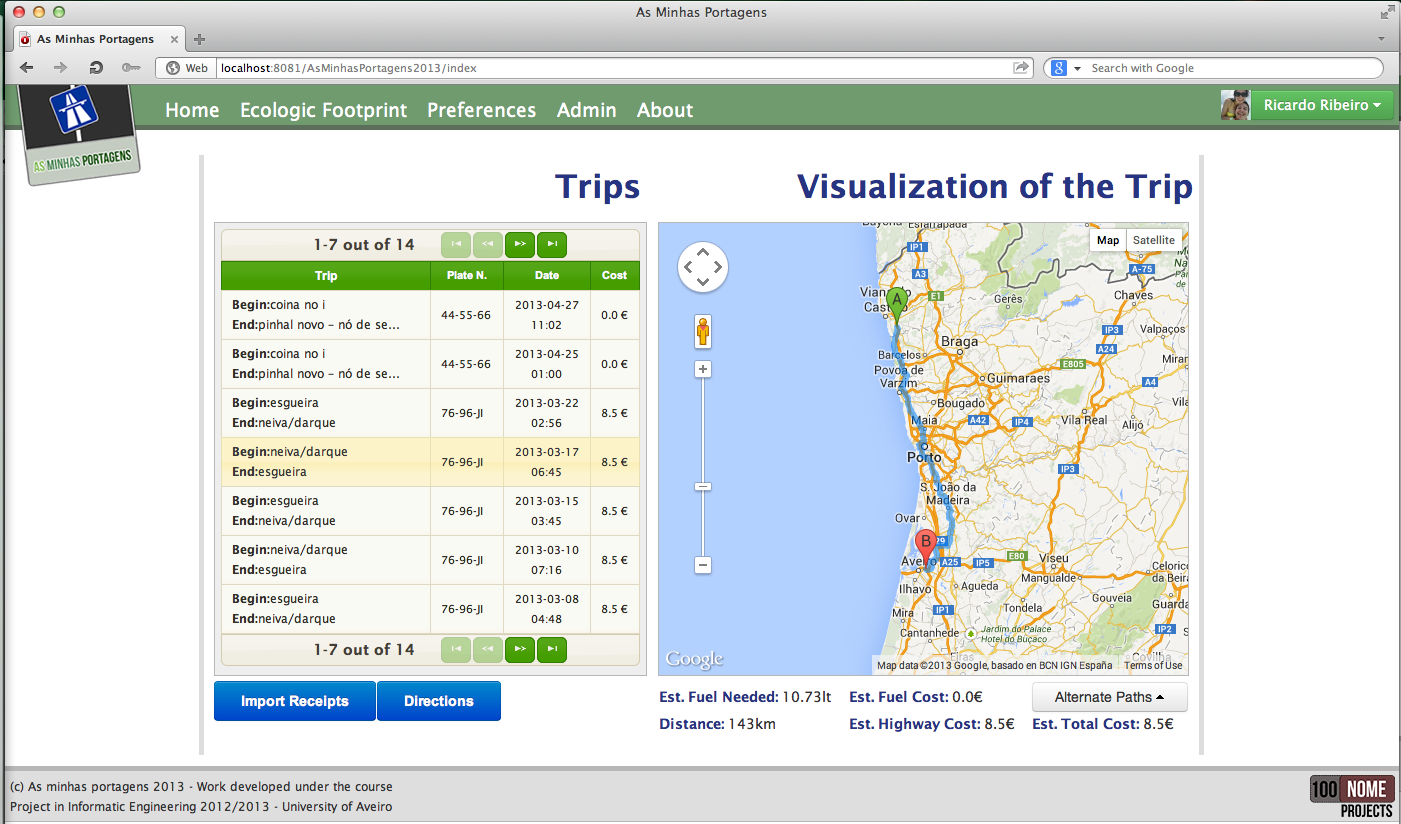 As Minhas Portagens
As Minhas Portagens
Web
localhost:8081/AsMinhasPortagens2013/index
Search with Google
AS MINHAS PORTAGENS
Home Ecologic Footprint Preferences Admin About
Ricardo Ribeiro
Trips
1-7 out of 14
Trip Plate N. Date Cost
Begin:coina no i
End:pinhal novo – nó de se...
44-55-66
2013-04-27
11:02
0.0 €
Begin:coina no i
End:pinhal novo – nó de se...
44-55-66
2013-04-25
01:00
0.0 €
Begin:esgueira
End:neiva/darque
76-96-JI
2013-03-22
02:56
8.5 €
Begin:neiva/darque
End:esgueira
76-96-JI
2013-03-17
06:45
8.5 €
Begin:esgueira
End:neiva/darque
76-96-JI
2013-03-15
03:45
8.5 €
Begin:neiva/darque
End:esgueira
76-96-JI
2013-03-10
07:16
8.5 €
Begin:esgueira
End:neiva/darque
76-96-JI
2013-03-08
04:48
8.5 €
1-7 out of 14
Import Receipts
Directions
Visualization of the Trip
Map
Satellite
Esfarrapada
IP1
A-75
A3
Chaves
E1
Gerês
A
IP3
Valpaços
Braga
A24
Barcelos
E805
Povoa de
Varzim
Guimaraes
A4
Bougado
Maia
A42
IP4
Vila Real
Alijó
Porto
IP3
S. João da
Madeira
Ovar
B
Aveiro
A25
IP5
E80
Viseu
Ilhavo
Agueda
Mangualde
Celorico
da Beira
Gouveia
Mira
IP1
Tondela
Cantanhede
Jardim do Palace
Hotel do Buçaco
IP2
Google
Map data ©2013 Google, basado en BCN IGN España
Terms of Use
Est. Fuel Needed: 10.73lt
Est. Fuel Cost: 0.0€
Alternate Paths
Distance: 143km
Est. Highway Cost: 8.5€
Est. Total Cost: 8.5€
(c) As minhas portagens 2013 - Work developed under the course
Project in Informatic Engineering 2012/2013 - University of Aveiro
100 NOME
PROJECTS